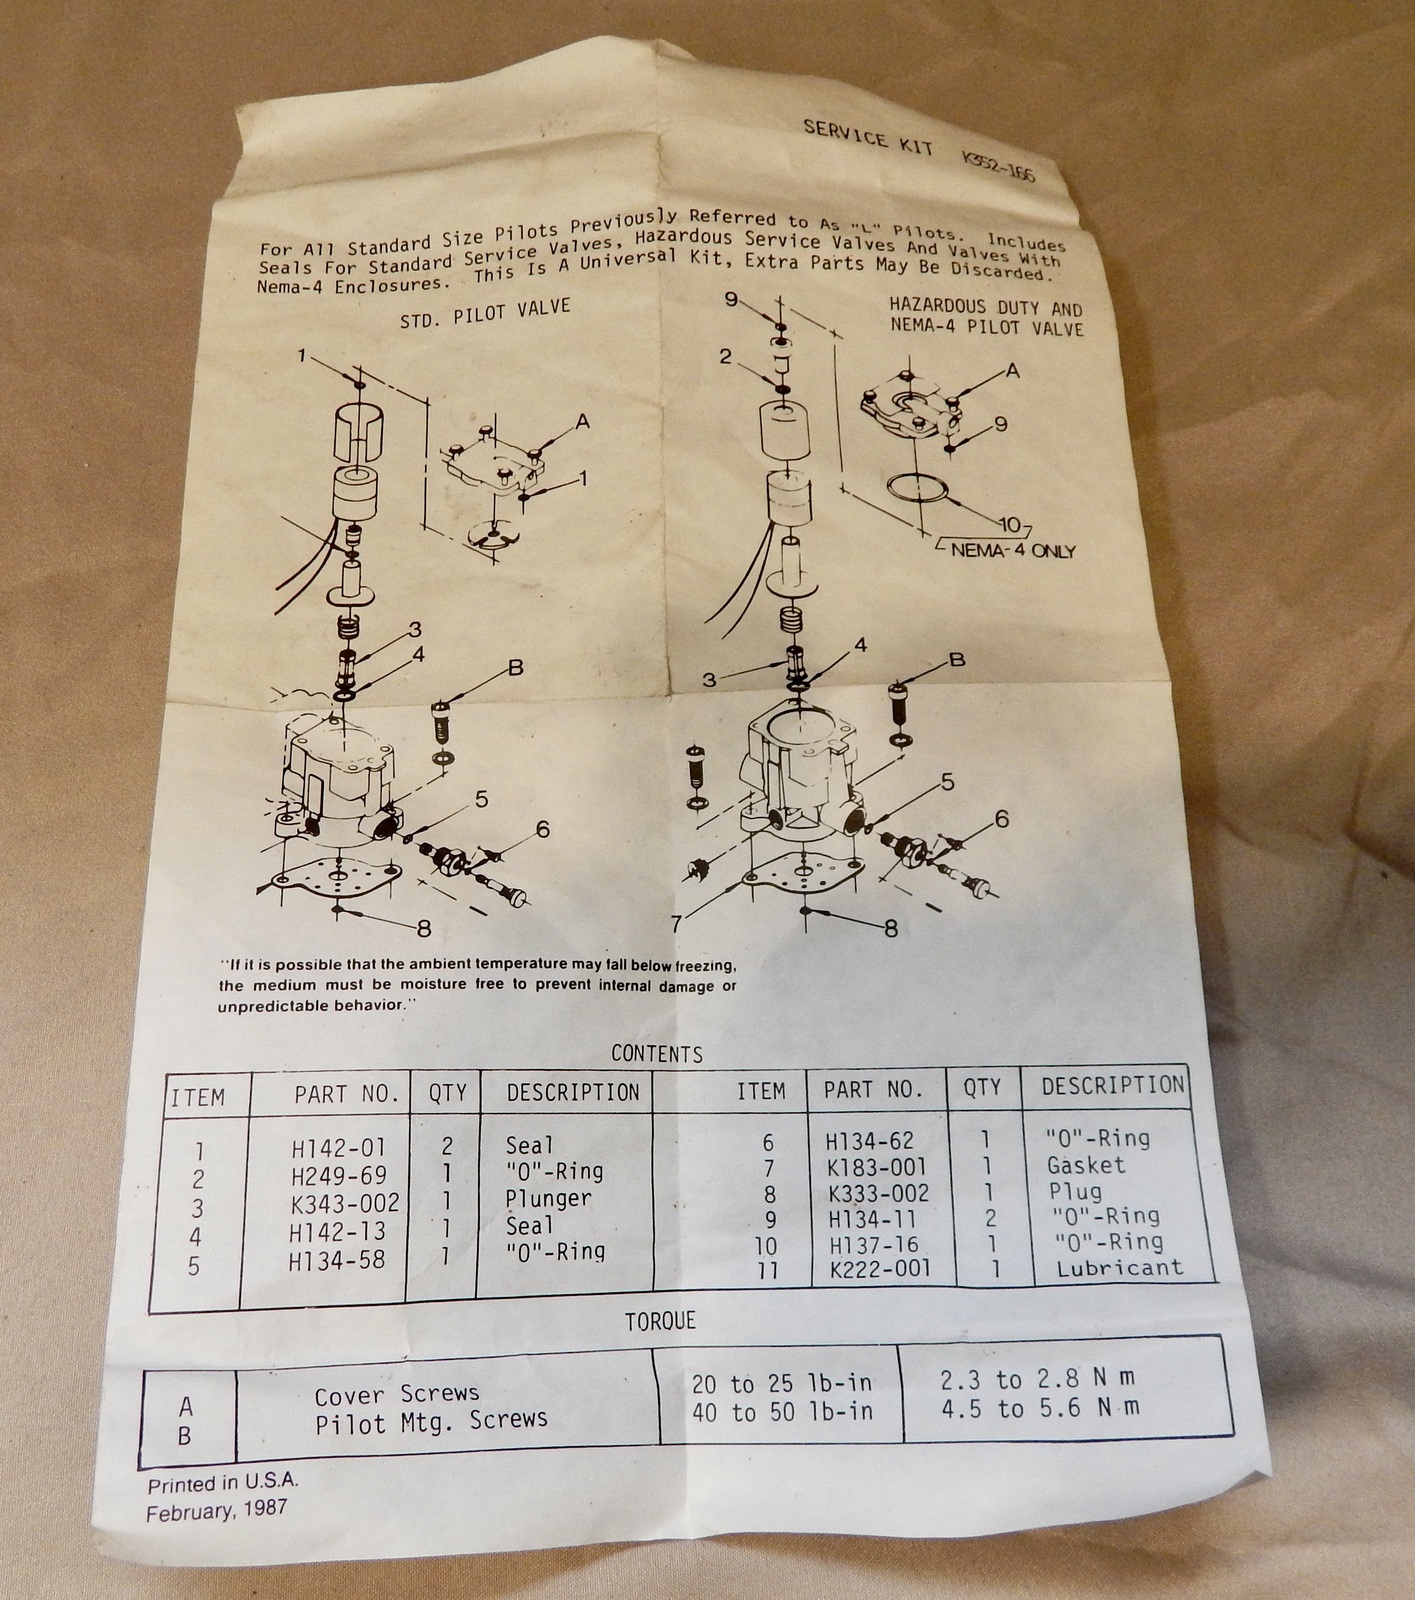 SERVICE KIT K352-166
For All Standard Size Pilots Previously Referred to As "L" Pilots. Includes
Seals For Standard Service Valves, Hazardous Service Valves And Valves With
Nema-4 Enclosures. This Is A Universal Kit, Extra Parts May Be Discarded.
STD. PILOT VALVE
1
A
1
3
4
B
5
6
8
HAZARDOUS DUTY AND
NEMA-4 PILOT VALVE
9
2
A
9
10
NEMA-4 ONLY
3
4
B
5
6
7
8
"If it is possible that the ambient temperature may fall below freezing,
the medium must be moisture free to prevent internal damage or
unpredictable behavior."
CONTENTS
ITEM PART NO. QTY DESCRIPTION ITEM PART NO. QTY DESCRIPTION
1 H142-01 2 Seal 6 H134-62 1 "O"-Ring
2 H249-69 1 "O"-Ring 7 K183-001 1 Gasket
3 K343-002 1 Plunger 8 K333-002 1 Plug
4 H142-13 1 Seal 9 H134-11 2 "O"-Ring
5 H134-58 1 "O"-Ring 10 H137-16 1 "O"-Ring
11 K222-001 1 Lubricant
TORQUE
A Cover Screws 20 to 25 lb-in 2.3 to 2.8 N m
B Pilot Mtg. Screws 40 to 50 lb-in 4.5 to 5.6 N m
Printed in U.S.A.
February, 1987